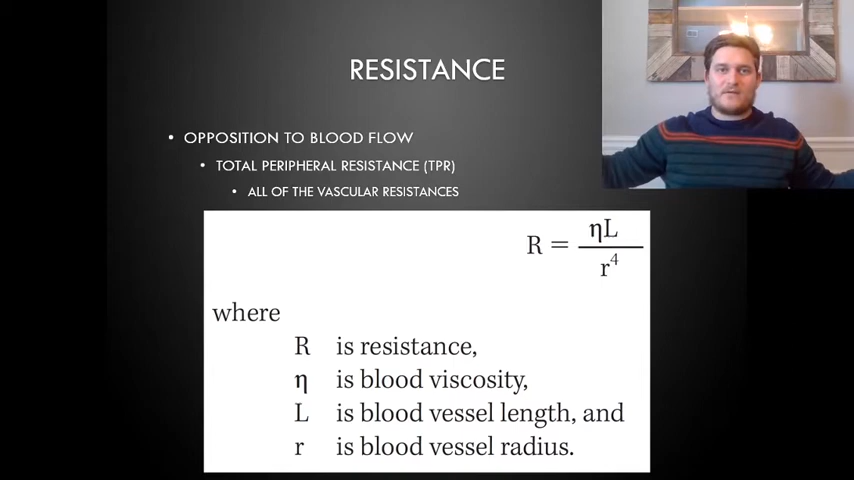 RESISTANCE
• OPPOSITION TO BLOOD FLOW
• TOTAL PERIPHERAL RESISTANCE (TPR)
• ALL OF THE VASCULAR RESISTANCES
R = ηL / r⁴
where
R is resistance,
η is blood viscosity,
L is blood vessel length, and
r is blood vessel radius.